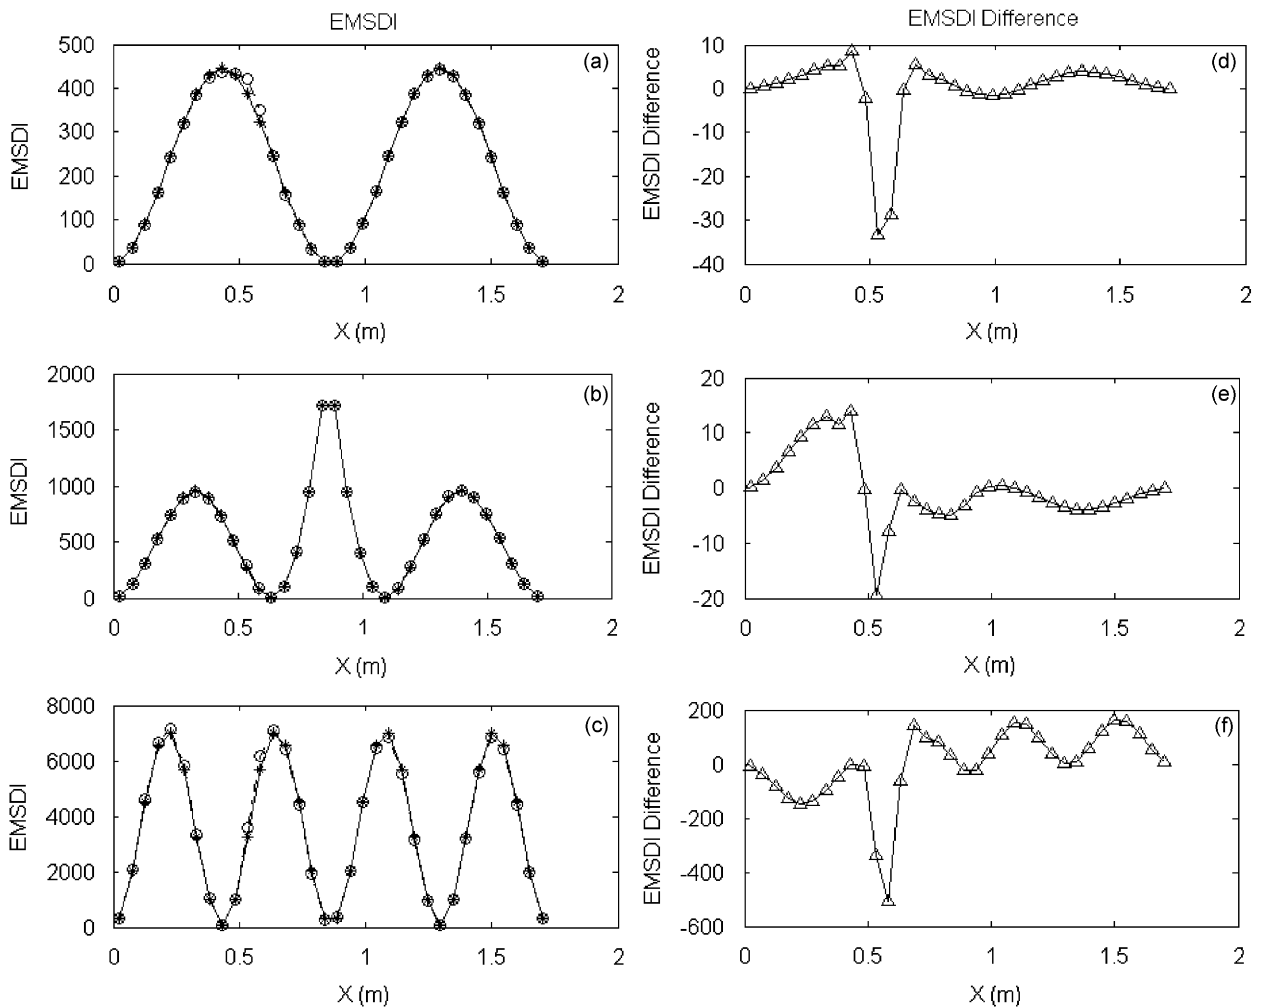 EMSDI
EMSDI Difference
500
400
300
200
100
0
EMSDI
(a)
0 0.5 1 1.5 2
X (m)
10
0
-10
-20
-30
-40
EMSDI Difference
(d)
0 0.5 1 1.5 2
X (m)
2000
1500
1000
500
0
EMSDI
(b)
0 0.5 1 1.5 2
X (m)
20
10
0
-10
-20
EMSDI Difference
(e)
0 0.5 1 1.5 2
X (m)
8000
6000
4000
2000
0
EMSDI
(c)
0 0.5 1 1.5 2
X (m)
200
0
-200
-400
-600
EMSDI Difference
(f)
0 0.5 1 1.5 2
X (m)